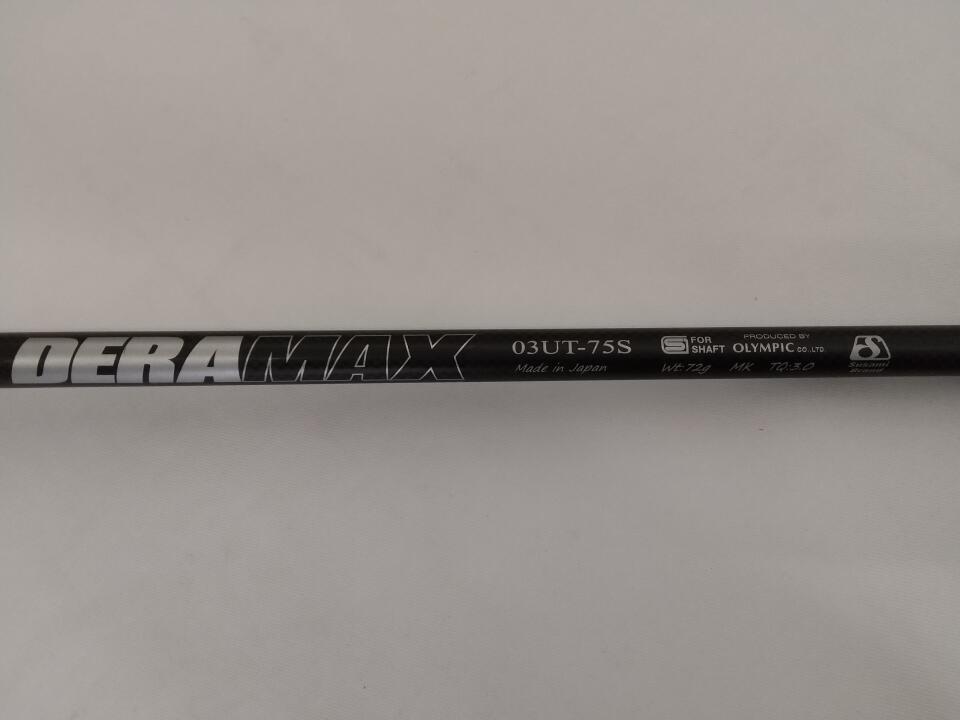 DERAMAX
03UT-75S
Made in Japan
FOR
SHAFT
PRODUCED BY
OLYMPIC CO.,LTD.
Wt:72g MK TQ:3.0
Susami
Brand